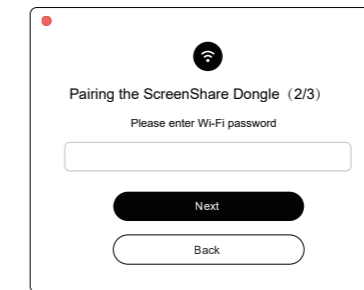 Pairing the ScreenShare Dongle（2/3）
Please enter Wi-Fi password
Next
Back